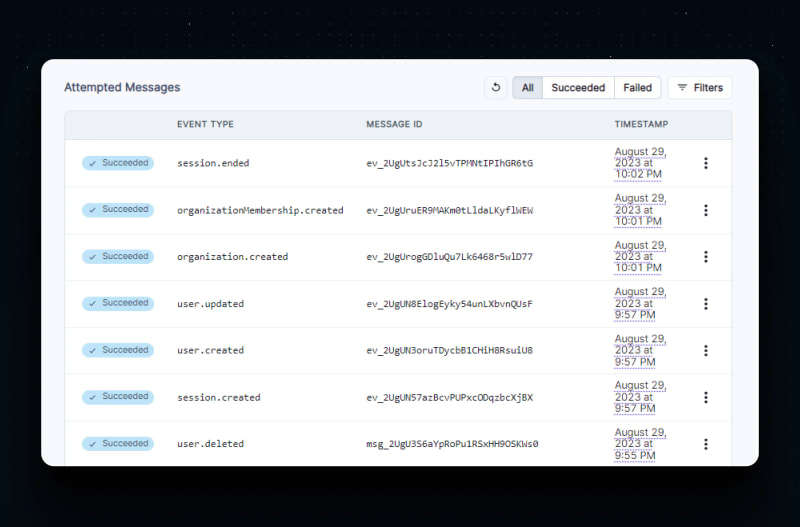 Attempted Messages
All Succeeded Failed Filters
EVENT TYPE MESSAGE ID TIMESTAMP
Succeeded session.ended ev_2UgUtsJcJ2l5vTPMNtIPIhGR6tG August 29,
2023 at
10:02 PM
Succeeded organizationMembership.created ev_2UgUruER9MAKm0tLldaLKyflWEW August 29,
2023 at
10:01 PM
Succeeded organization.created ev_2UgUrogGDluQu7Lk6468r5wlD77 August 29,
2023 at
10:01 PM
Succeeded user.updated ev_2UgUN8ElogEyky54unLXbvnQUsF August 29,
2023 at
9:57 PM
Succeeded user.created ev_2UgUN3oruTDycbB1CHiH8RsuiU8 August 29,
2023 at
9:57 PM
Succeeded session.created ev_2UgUN57azBcvPUPxcODqzbcXjBX August 29,
2023 at
9:57 PM
Succeeded user.deleted msg_2UgU3S6aYpRoPu1RSxHH9OSKWs0 August 29,
2023 at
9:55 PM